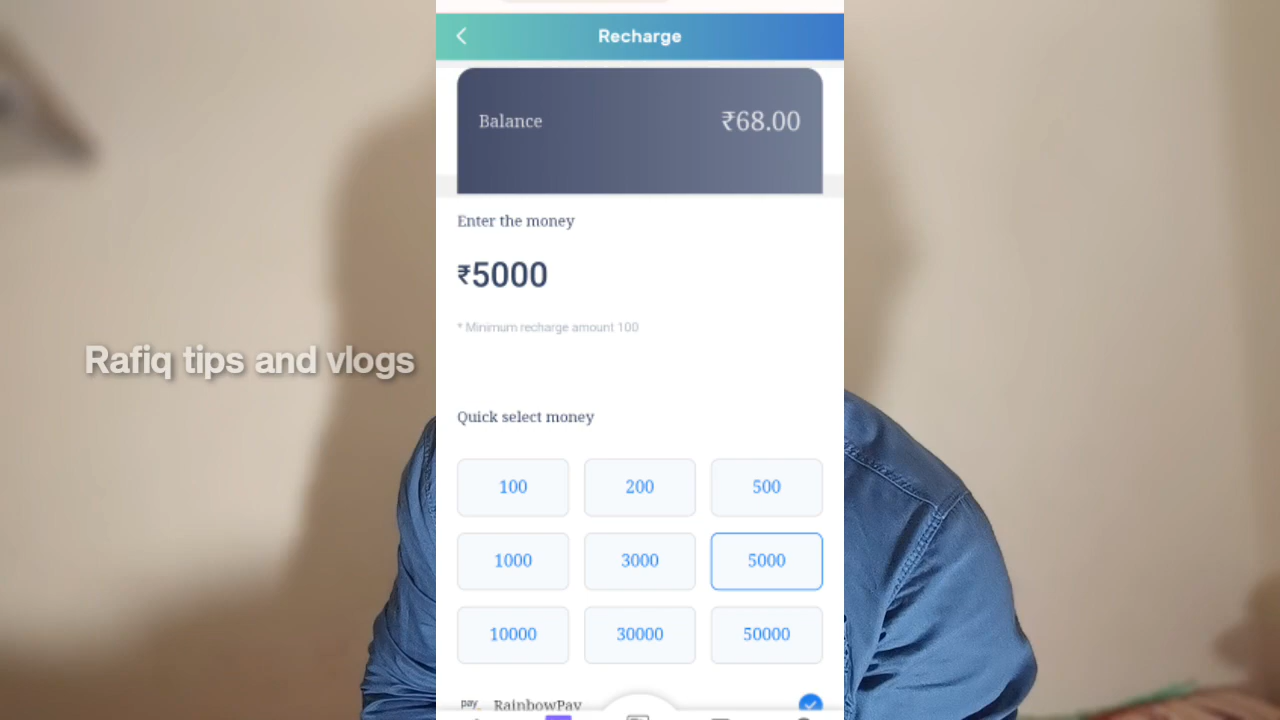 Recharge
Balance
₹68.00
Enter the money
₹5000
* Minimum recharge amount 100
Rafiq tips and vlogs
Quick select money
100
200
500
1000
3000
5000
10000
30000
50000
pay
RainbowPay